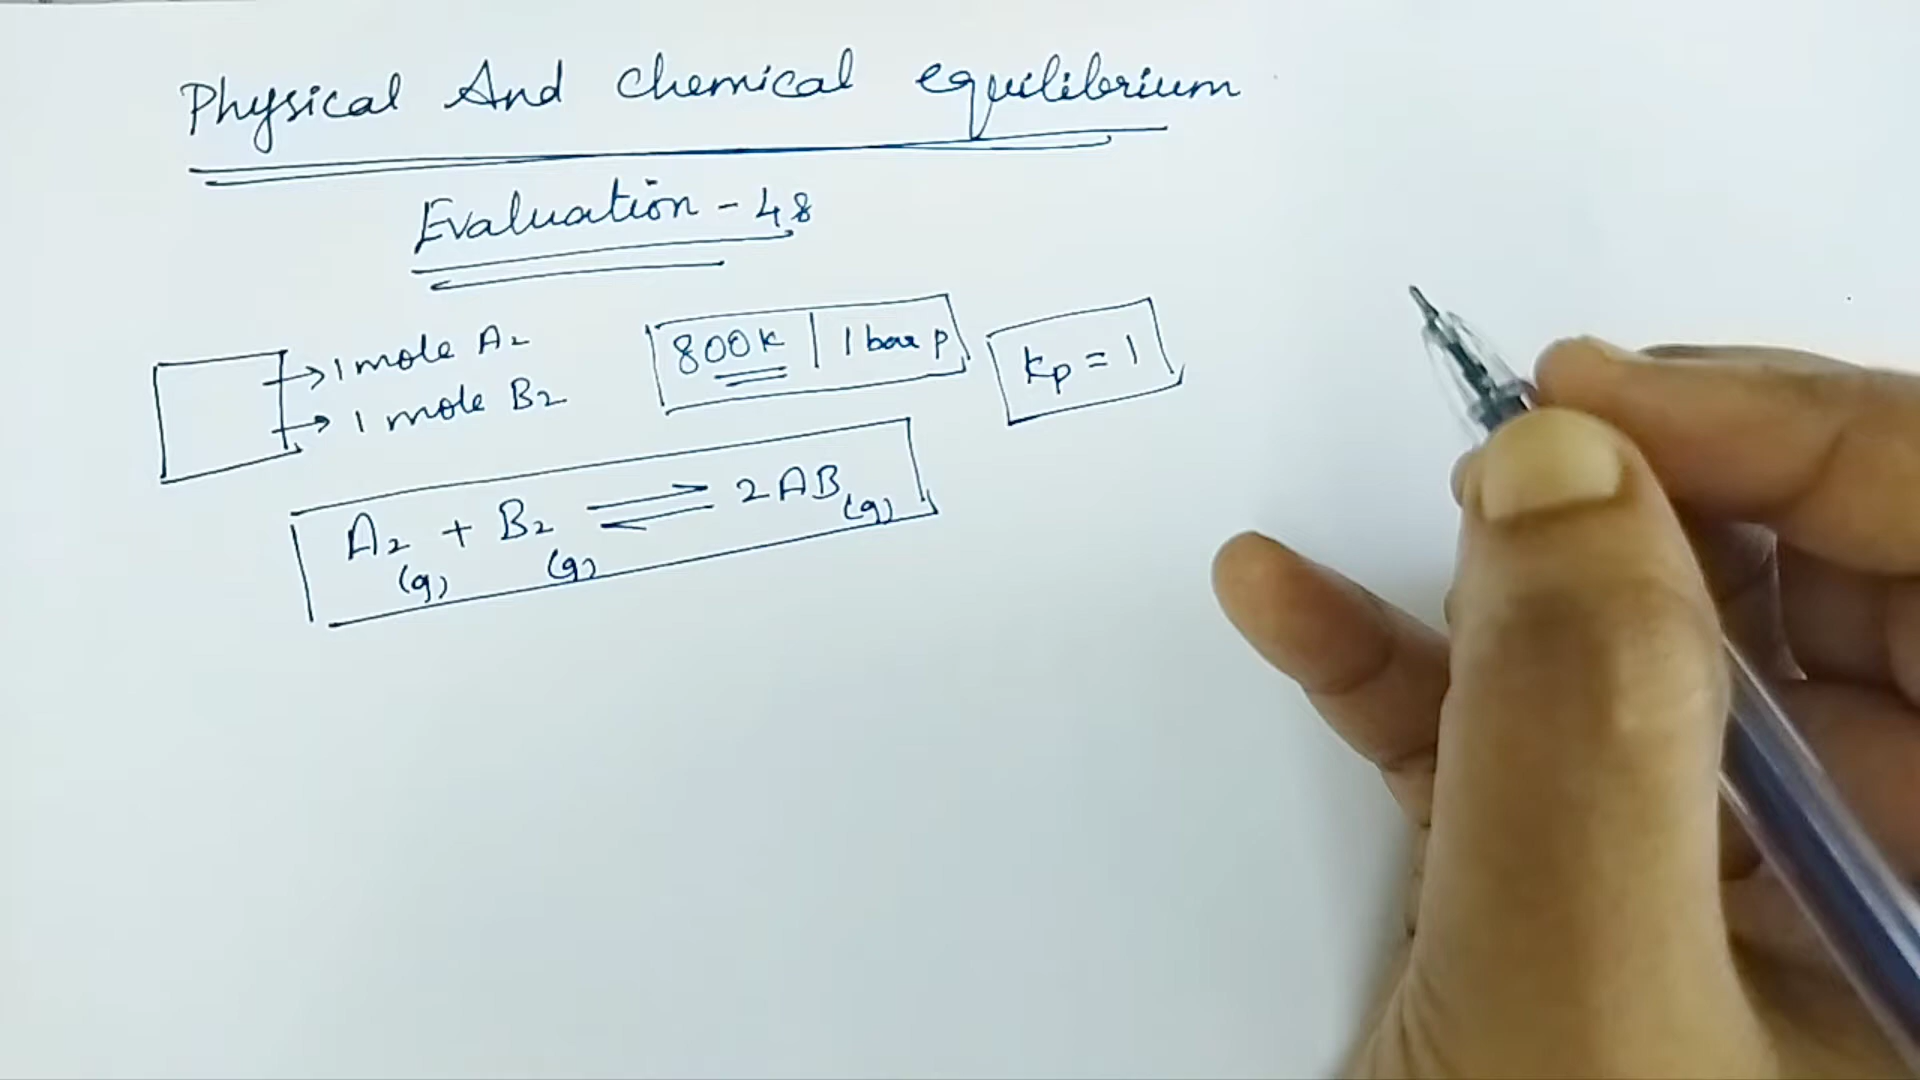 Physical And chemical equilibrium
Evaluation - 48
1 mole A₂
1 mole B₂
800K | 1 bar P
Kp = 1
A₂(g) + B₂(g) ⇌ 2AB(g)